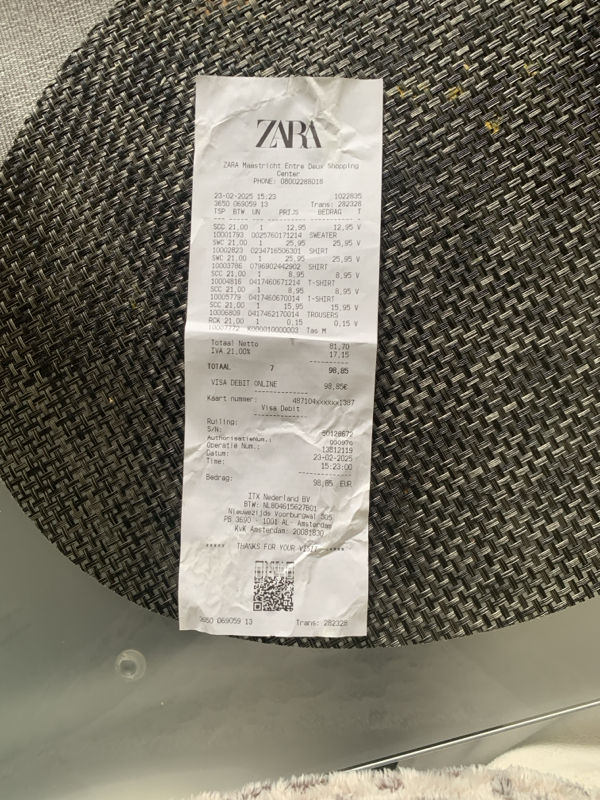 ZARA
ZARA Maastricht Entre Deux Shopping
Center
PHONE: 08002288018
23-02-2025 15:23 1022835
3650 069059 13 Trans: 282328
TSP BTW UN PRIJS BEDRAG T
SCC 21,00 1 12,95 12,95 V
10001793 0025760171214 SWEATER
SWC 21,00 1 25,95 25,95 V
10002823 0234716506301 SHIRT
SWC 21,00 1 25,95 25,95 V
10003786 0796902442902 SHIRT
SCC 21,00 1 8,95 8,95 V
10004816 0417460671214 T-SHIRT
SCC 21,00 1 8,95 8,95 V
10005779 0417460670014 T-SHIRT
SCC 21,00 1 15,95 15,95 V
10006809 0417462170014 TROUSERS
RCK 21,00 1 0,15 0,15 V
10007772 K000010000003 Tas M
Totaal Netto 81,70
IVA 21,00% 17,15
TOTAAL 7 98,85
VISA DEBIT ONLINE 98,85€
Kaart nummer: 487104xxxxxx1387
Visa Debit
Ruiling:
S/N: 50128672
AuthorisatieNum.: 050976
Operatie Num.: 13812119
Datum: 23-02-2025
Time: 15:23:00
Bedrag: 98,85 EUR
ITX Nederland BV
BTW: NL804615627B01
Nieuwezijds Voorburgwal 305
PB 3690 - 1001 AL - Amsterdam
KvK Amsterdam: 20081830
***** THANKS FOR YOUR VISIT *****
3650 069059 13 Trans: 282328